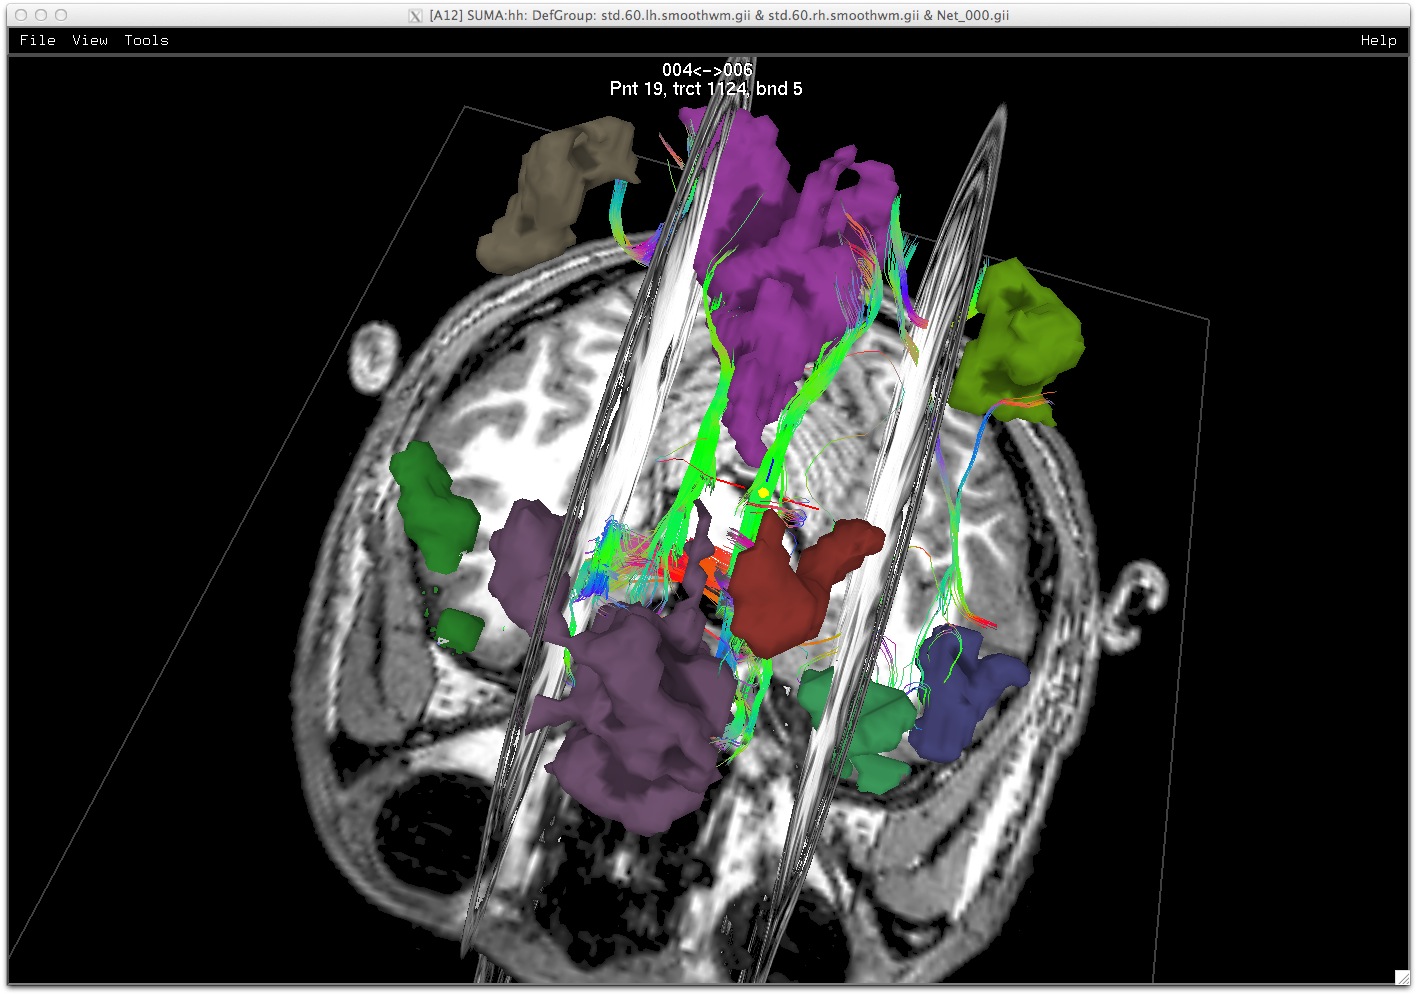 [A12] SUMA:hh: DefGroup: std.60.lh.smoothwm.gii & std.60.rh.smoothwm.gii & Net_000.gii
File View Tools Help
004<->006
Pnt 19, trct 1124, bnd 5